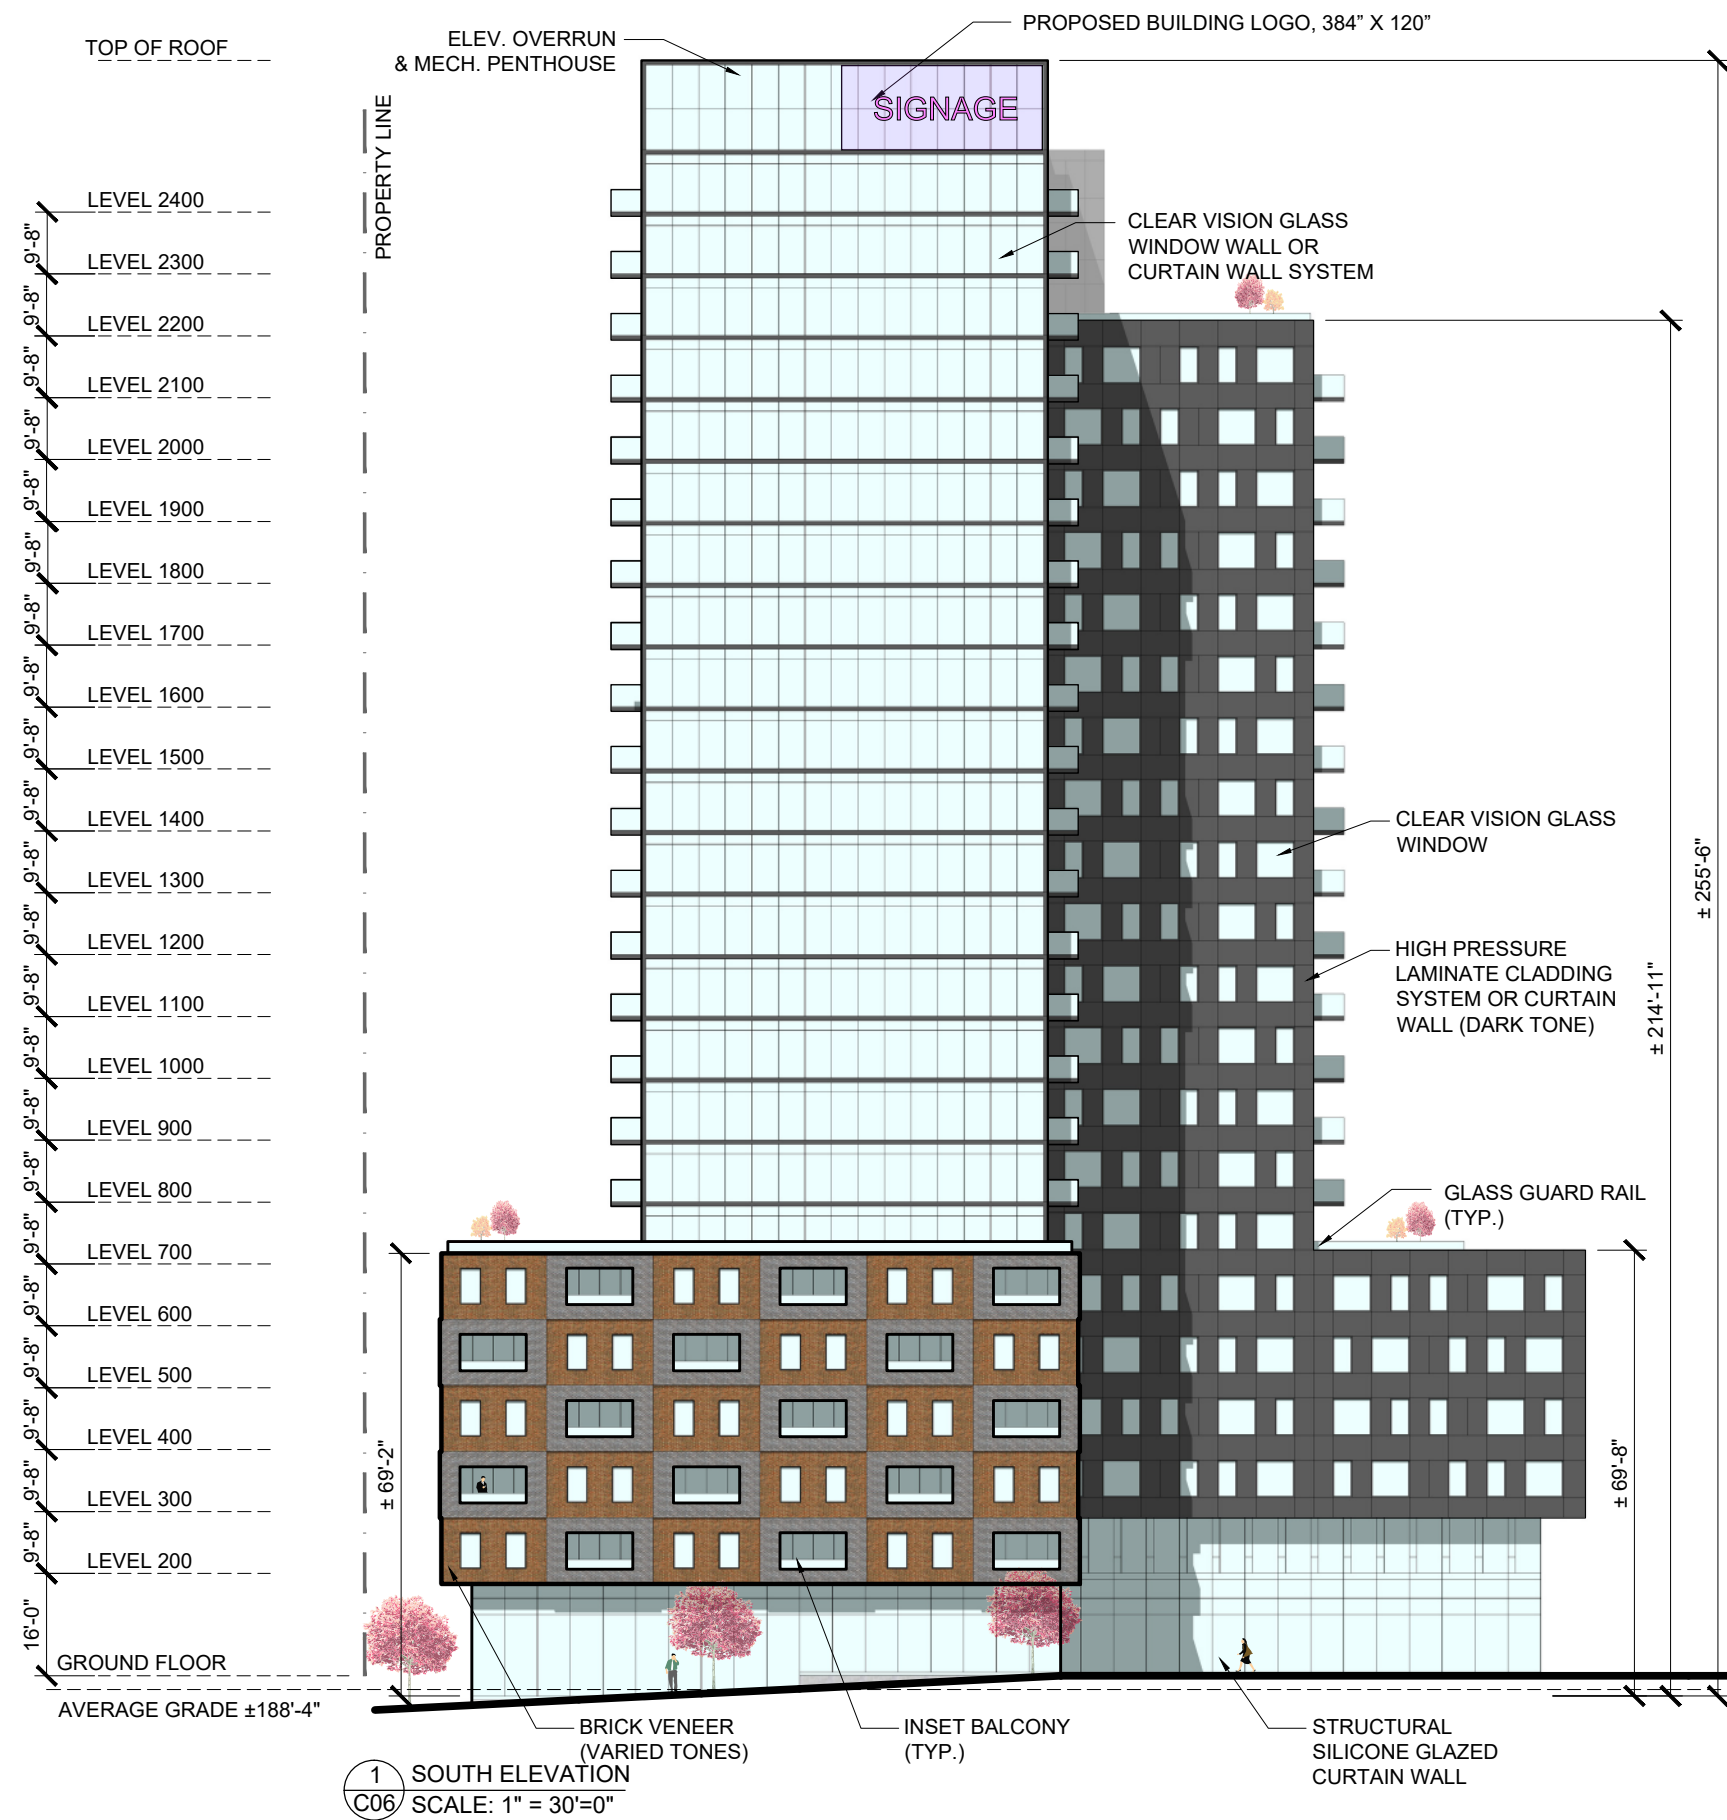 PROPOSED BUILDING LOGO, 384” X 120”
TOP OF ROOF
ELEV. OVERRUN
& MECH. PENTHOUSE
SIGNAGE
PROPERTY LINE
LEVEL 2400
CLEAR VISION GLASS
WINDOW WALL OR
CURTAIN WALL SYSTEM
9'-8"
LEVEL 2300
9'-8"
LEVEL 2200
9'-8"
LEVEL 2100
9'-8"
LEVEL 2000
9'-8"
LEVEL 1900
9'-8"
LEVEL 1800
9'-8"
LEVEL 1700
9'-8"
LEVEL 1600
9'-8"
LEVEL 1500
9'-8"
LEVEL 1400
CLEAR VISION GLASS
WINDOW
± 255'-6"
9'-8"
LEVEL 1300
9'-8"
LEVEL 1200
HIGH PRESSURE
LAMINATE CLADDING
SYSTEM OR CURTAIN
WALL (DARK TONE)
± 214'-11"
9'-8"
LEVEL 1100
9'-8"
LEVEL 1000
9'-8"
LEVEL 900
9'-8"
LEVEL 800
GLASS GUARD RAIL
(TYP.)
9'-8"
LEVEL 700
9'-8"
LEVEL 600
9'-8"
LEVEL 500
9'-8"
LEVEL 400
± 69'-2"
± 69'-8"
9'-8"
LEVEL 300
9'-8"
LEVEL 200
16'-0"
GROUND FLOOR
AVERAGE GRADE ±188'-4"
BRICK VENEER
(VARIED TONES)
INSET BALCONY
(TYP.)
STRUCTURAL
SILICONE GLAZED
CURTAIN WALL
1
SOUTH ELEVATION
C06
SCALE: 1" = 30'=0"